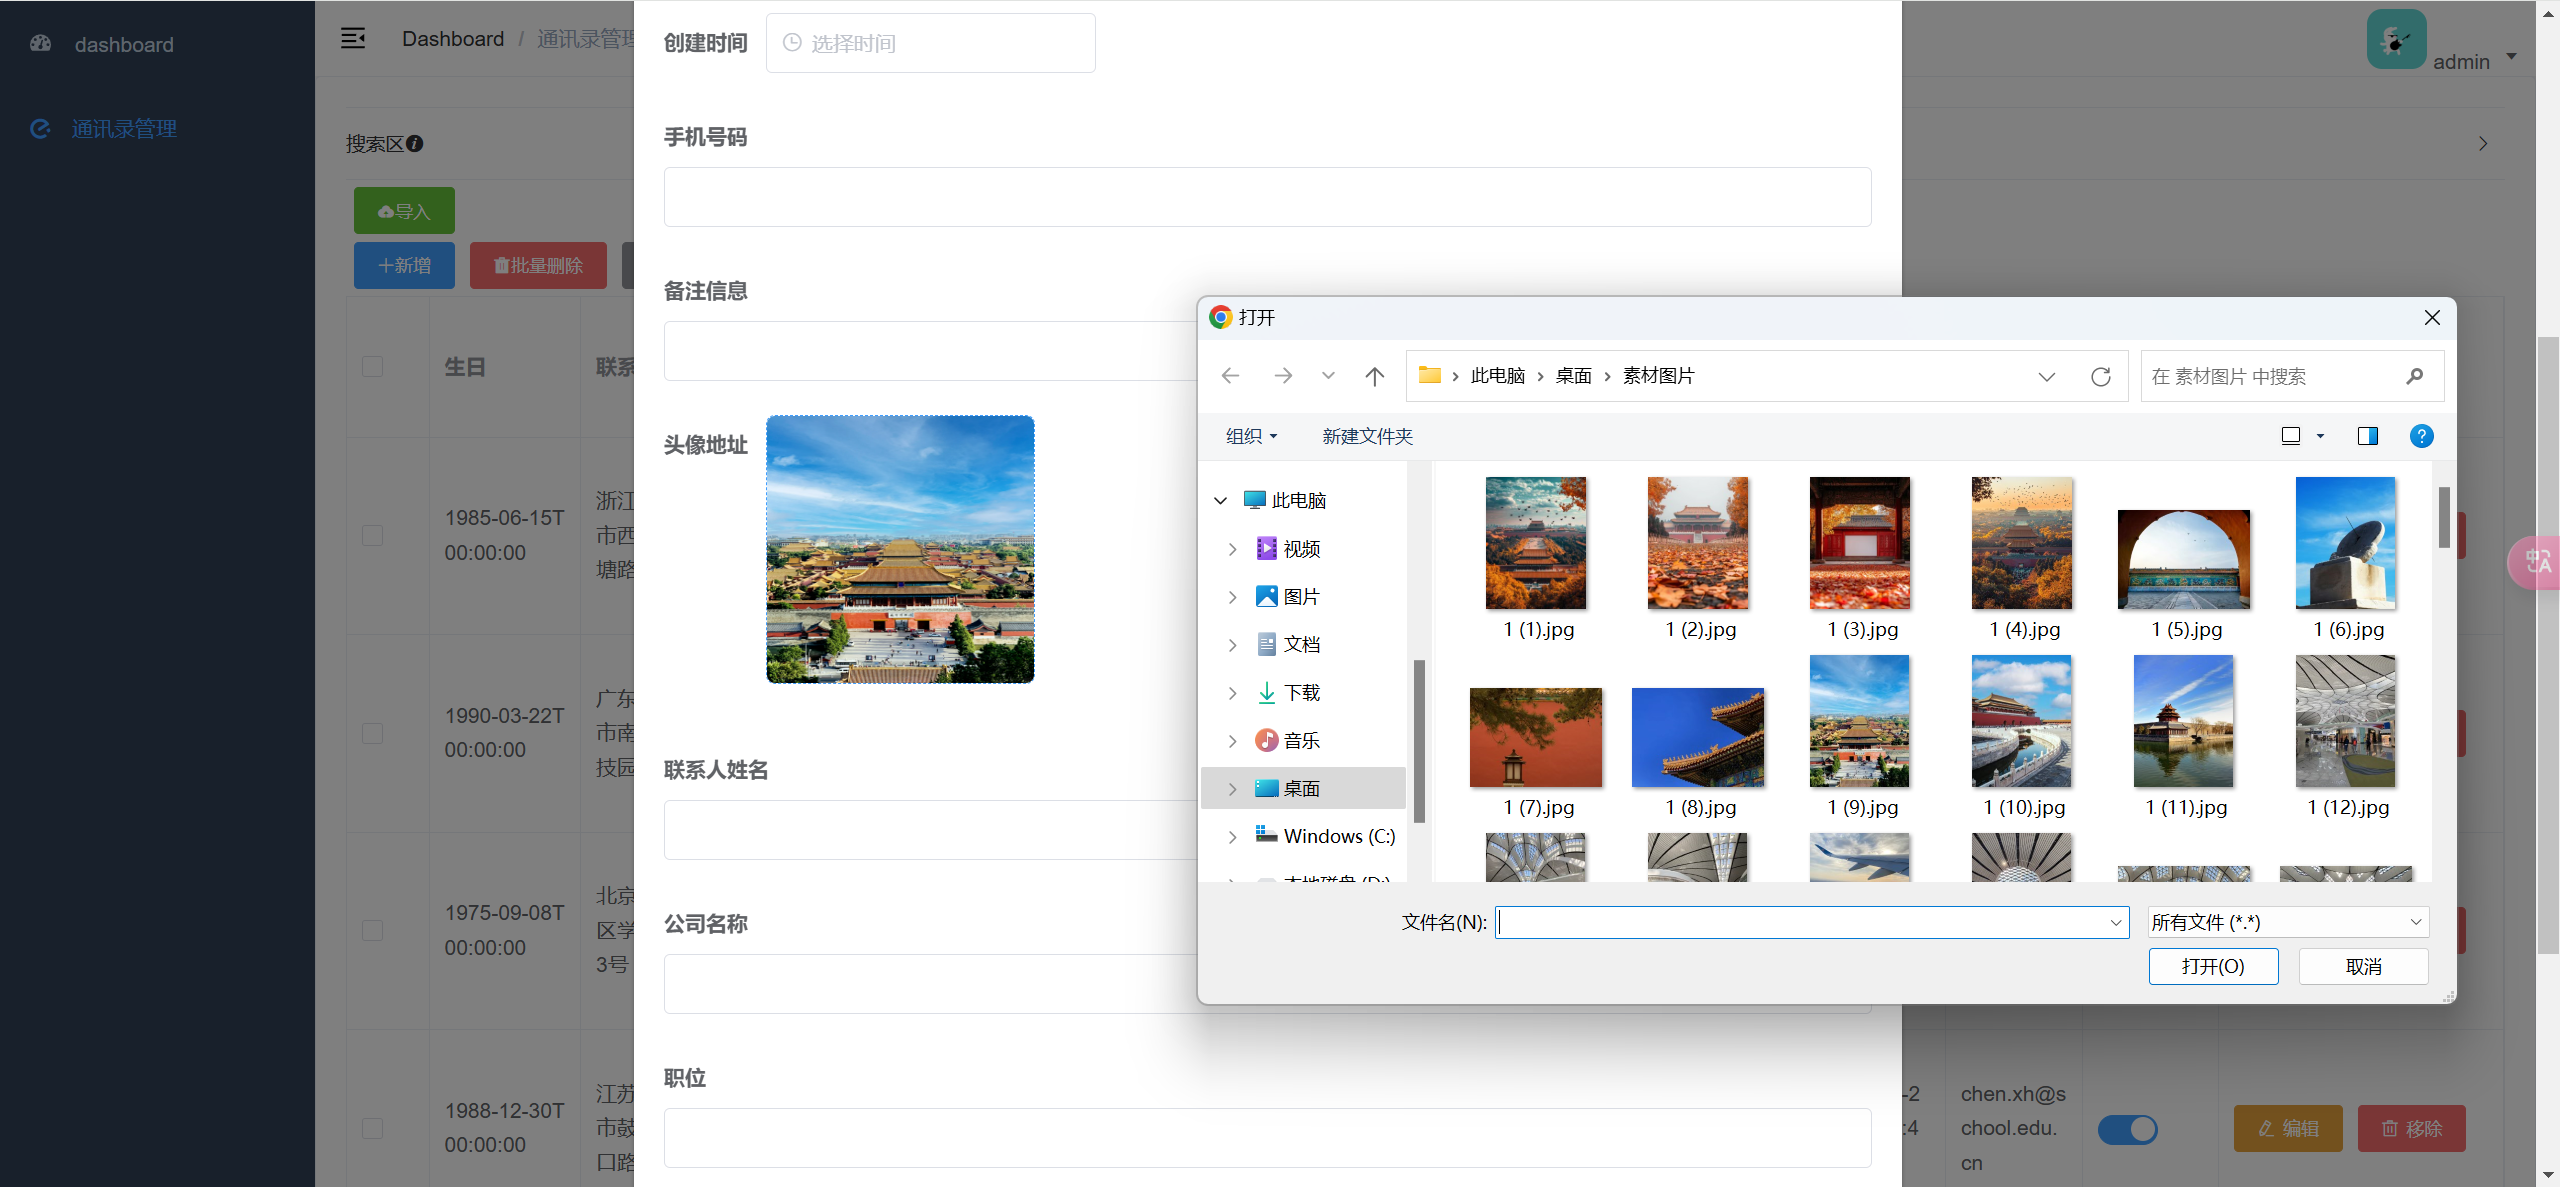 dashboard
通讯录管理
Dashboard / 通讯录管理
admin
搜索区
导入
新增
批量删除
生日
联系
1985-06-15T
00:00:00
浙江
市西
塘路
1990-03-22T
00:00:00
广东
市南
技园
1975-09-08T
00:00:00
北京
区学
3号
1988-12-30T
00:00:00
江苏
市鼓
口路
创建时间
选择时间
手机号码
备注信息
头像地址
联系人姓名
公司名称
职位
打开
此电脑 › 桌面 › 素材图片
在 素材图片 中搜索
组织
新建文件夹
此电脑
视频
图片
文档
下载
音乐
桌面
Windows (C:)
本地磁盘 (D:)
1 (1).jpg
1 (2).jpg
1 (3).jpg
1 (4).jpg
1 (5).jpg
1 (6).jpg
1 (7).jpg
1 (8).jpg
1 (9).jpg
1 (10).jpg
1 (11).jpg
1 (12).jpg
文件名(N):
所有文件 (*.*)
打开(O)
取消
-2
:4
chen.xh@s
chool.edu.
cn
编辑
移除
中A